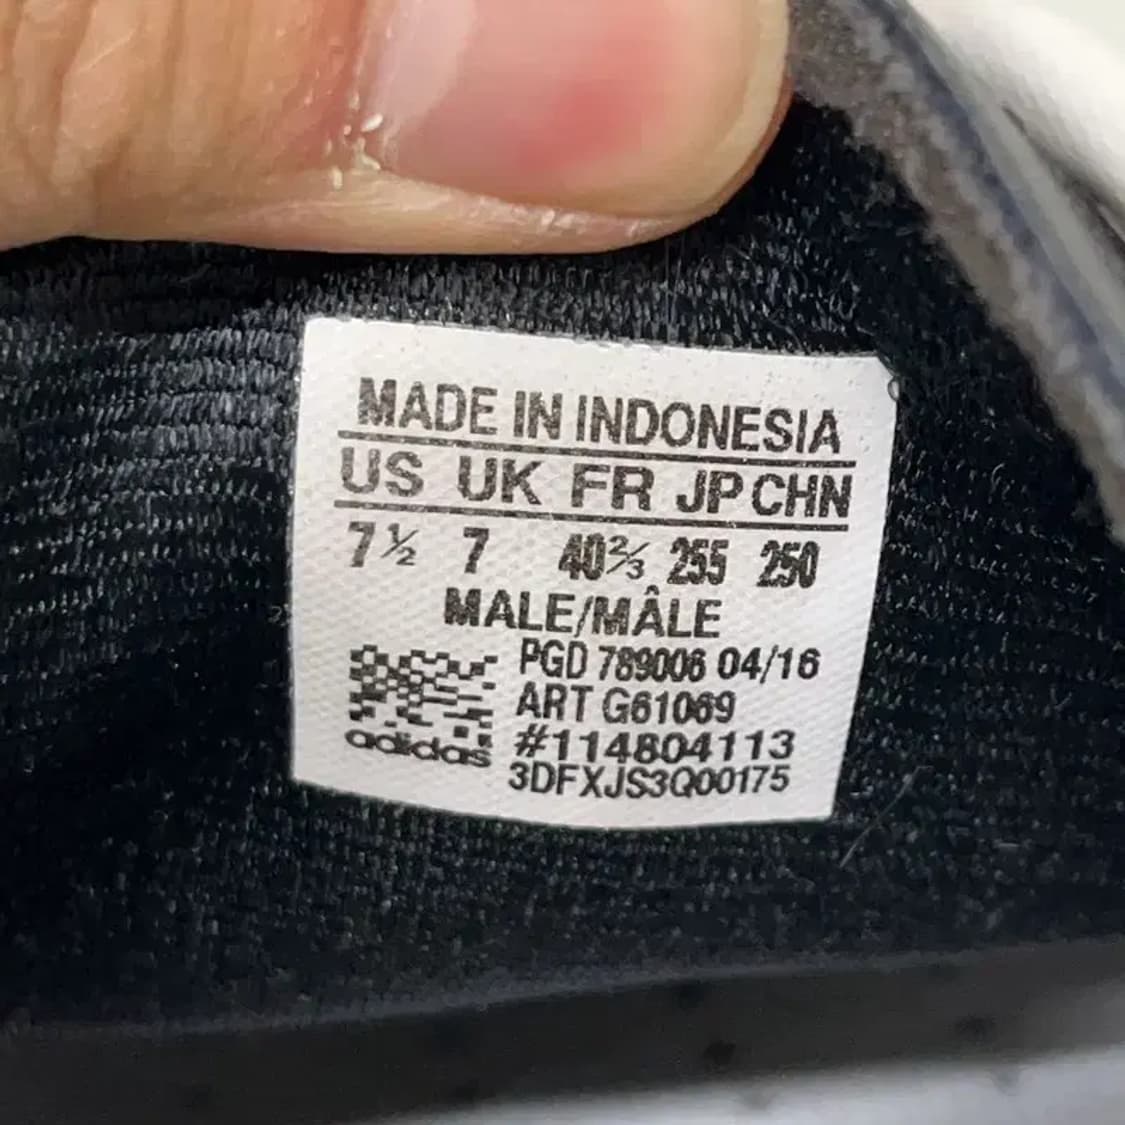 MADE IN INDONESIA
US UK FR JP CHN
7½ 7 40⅔ 255 250
MALE/MÂLE
PGD 789006 04/16
ART G61069
#114804113
3DFXJS3Q00175
adidas